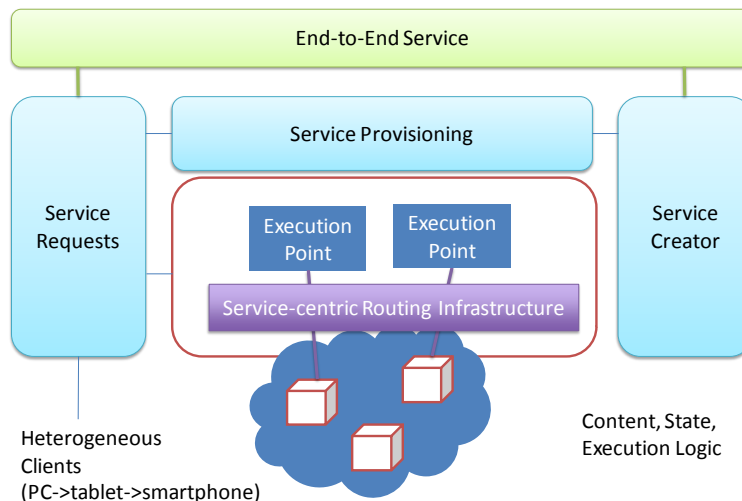 End-to-End Service
Service Provisioning
Service
Requests
Service
Creator
Execution
Point
Execution
Point
Service-centric Routing Infrastructure
Heterogeneous
Clients
(PC->tablet->smartphone)
Content, State,
Execution Logic